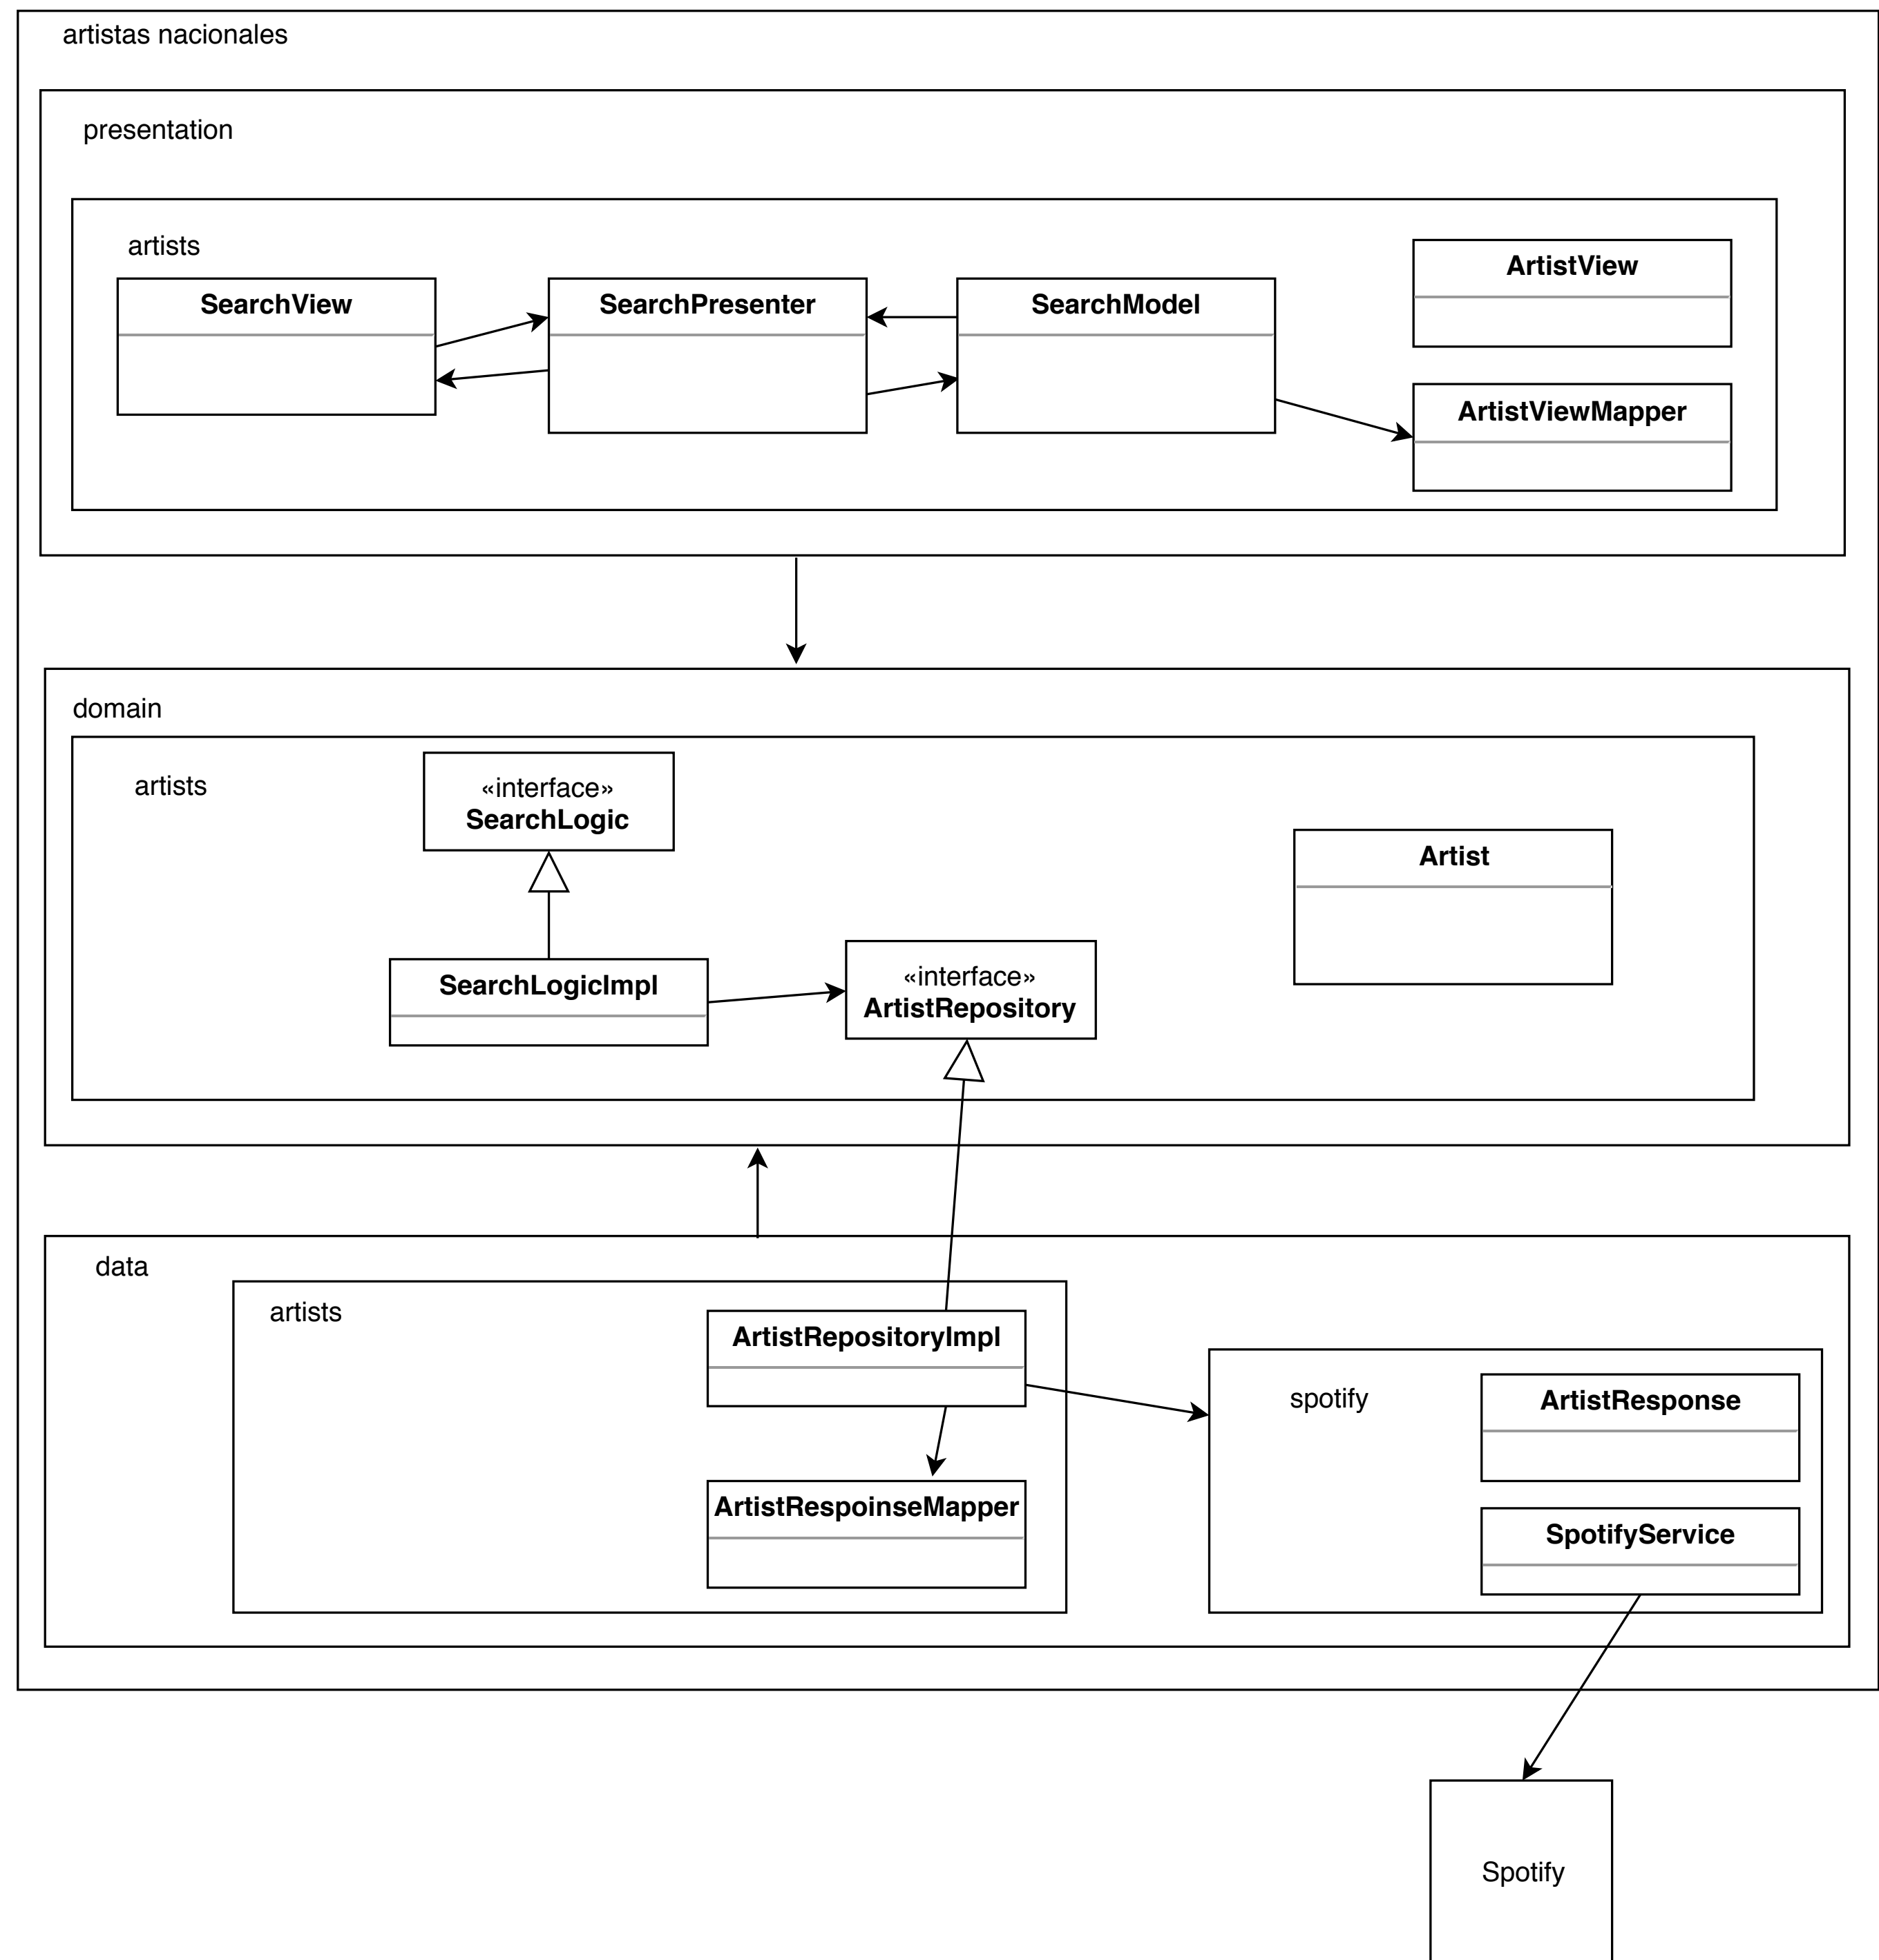 artistas nacionales
presentation
artists
SearchView
SearchPresenter
SearchModel
ArtistView
ArtistViewMapper
domain
artists
«interface»
SearchLogic
Artist
SearchLogicImpl
«interface»
ArtistRepository
data
artists
ArtistRepositoryImpl
ArtistRespoinseMapper
spotify
ArtistResponse
SpotifyService
Spotify